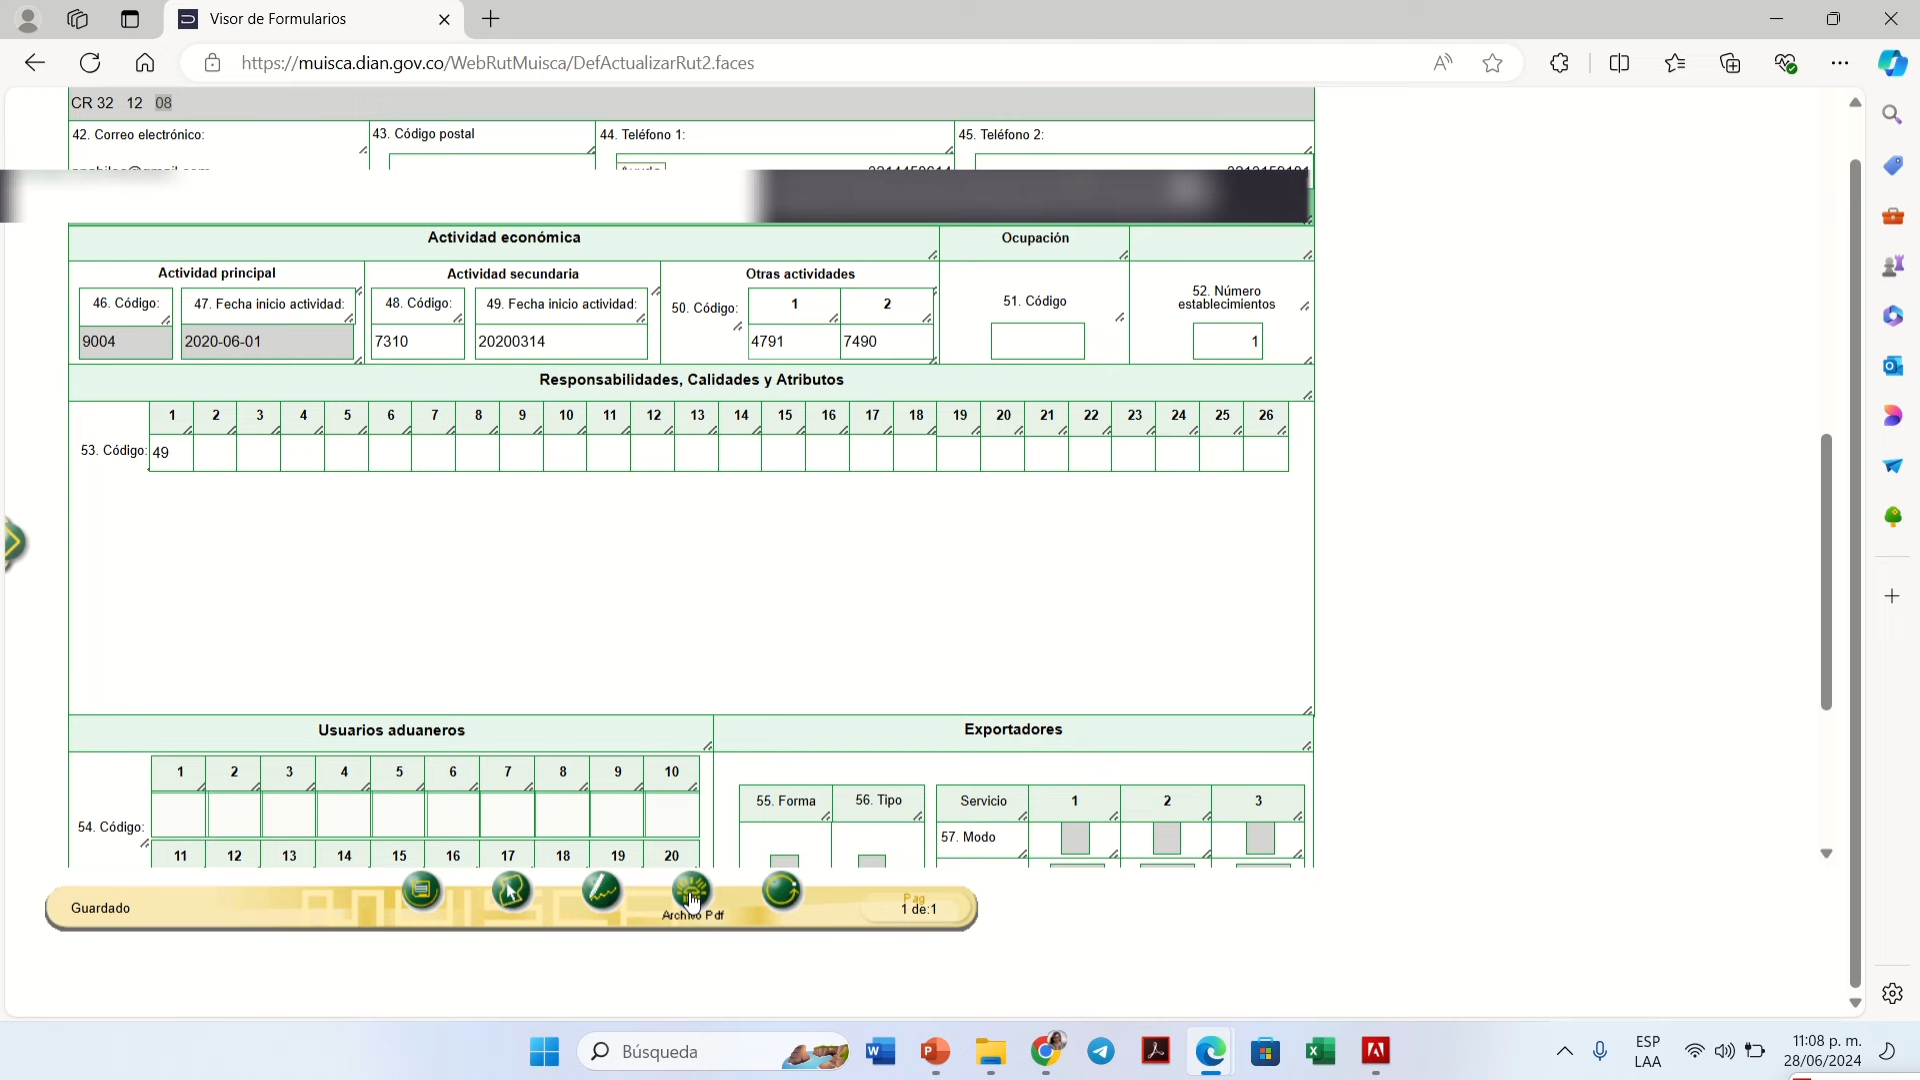 Visor de Formularios
https://muisca.dian.gov.co/WebRutMuisca/DefActualizarRut2.faces
CR 32 12 08
42. Correo electrónico:
43. Código postal
44. Teléfono 1:
45. Teléfono 2:
Actividad económica
Ocupación
Actividad principal
Actividad secundaria
Otras actividades
46. Código:
47. Fecha inicio actividad:
48. Código:
49. Fecha inicio actividad:
50. Código:
1 2
51. Código
52. Número
establecimientos
9004
2020-06-01
7310
20200314
4791
7490
1
Responsabilidades, Calidades y Atributos
1 2 3 4 5 6 7 8 9 10 11 12 13 14 15 16 17 18 19 20 21 22 23 24 25 26
53. Código:
49
Usuarios aduaneros
Exportadores
1 2 3 4 5 6 7 8 9 10
54. Código:
11 12 13 14 15 16 17 18 19 20
55. Forma
56. Tipo
Servicio
1 2 3
57. Modo
Guardado
Archivo Pdf
Pag
1 de:1
Búsqueda
ESP
LAA
11:08 p. m.
28/06/2024